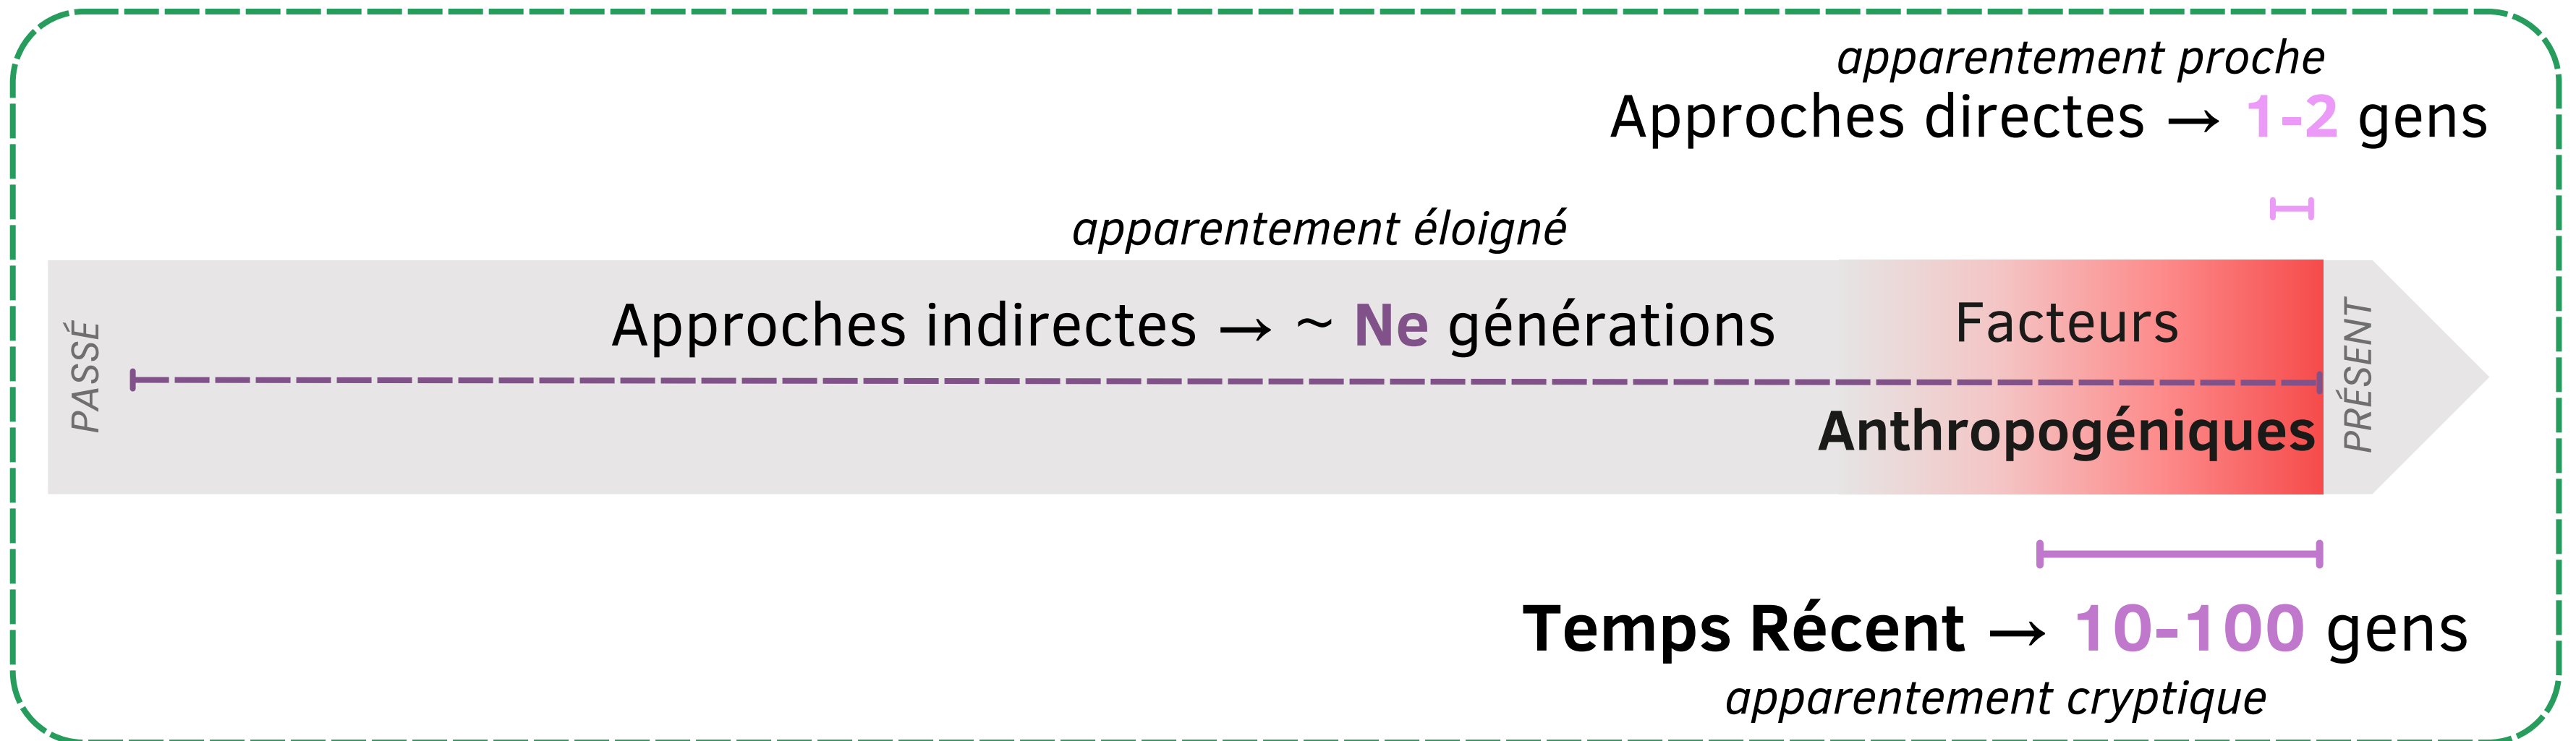 apparentement proche
Approches directes → 1-2 gens
apparentement éloigné
PASSÉ
Approches indirectes → ~ Ne générations
Facteurs
Anthropogéniques
PRÉSENT
Temps Récent → 10-100 gens
apparentement cryptique